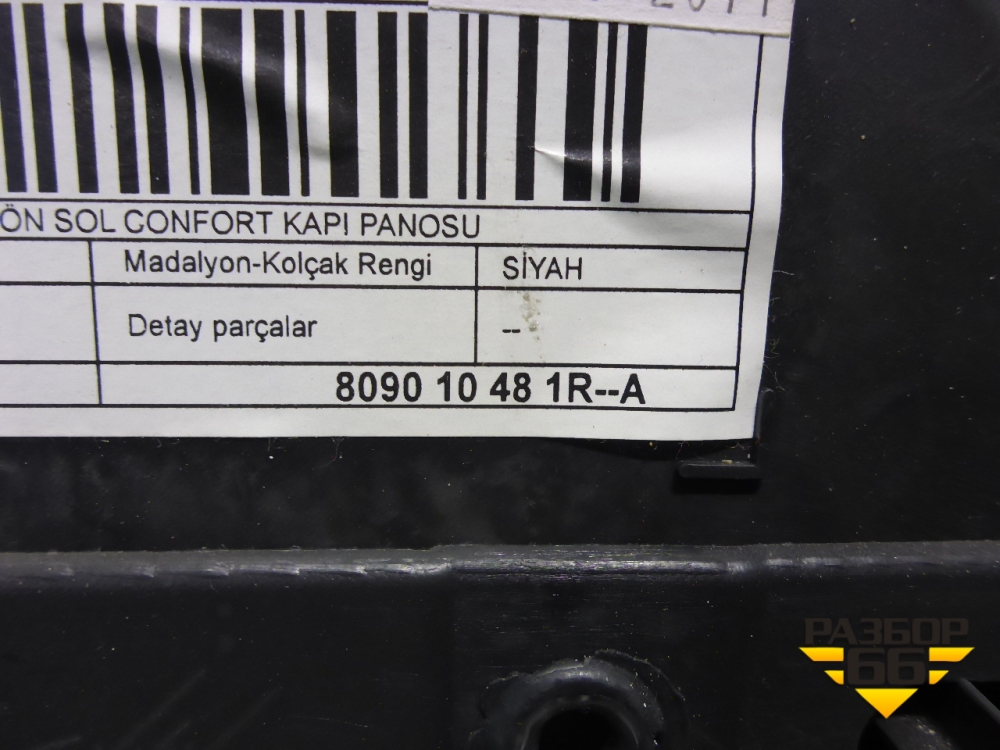 ÖN SOL CONFORT KAPI PANOSU
Madalyon-Kolçak Rengi SİYAH
Detay parçalar --
8090 10 48 1R--A
РАЗБОР
66